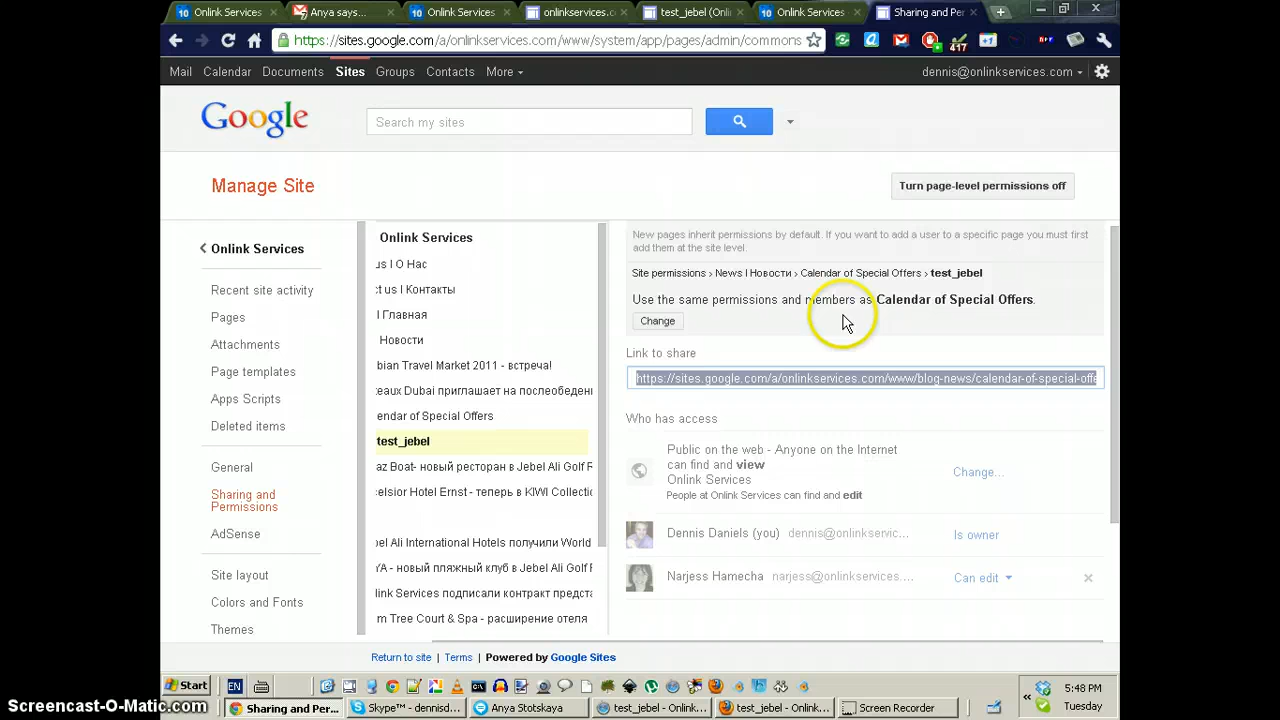 Onlink Services
Anya says...
Onlink Services
onlinkservices.c
test_jebel (Onl
Onlink Services
Sharing and Per
https://sites.google.com/a/onlinkservices.com/www/system/app/pages/admin/commons
417
Mail Calendar Documents Sites Groups Contacts More
dennis@onlinkservices.com
Google
Search my sites
Manage Site
Turn page-level permissions off
Onlink Services
Recent site activity
Pages
Attachments
Page templates
Apps Scripts
Deleted items
General
Sharing and
Permissions
AdSense
Site layout
Colors and Fonts
Themes
Onlink Services
us I О Нас
t us I Контакты
I Главная
Новости
bian Travel Market 2011 - встреча!
eaux Dubai приглашает на послеобеден
endar of Special Offers
test_jebel
az Boat- новый ресторан в Jebel Ali Golf F
celsior Hotel Ernst - теперь в KIWI Collectic
el Ali International Hotels получили World
YA - новый пляжный клуб в Jebel Ali Golf
link Services подписали контракт предста
m Tree Court & Spa - расширение отеля
New pages inherit permissions by default. If you want to add a user to a specific page you must first
add them at the site level.
Site permissions › News I Новости › Calendar of Special Offers › test_jebel
Use the same permissions and members as Calendar of Special Offers.
Change
Link to share
https://sites.google.com/a/onlinkservices.com/www/blog-news/calendar-of-special-offe
Who has access
Public on the web - Anyone on the Internet
can find and view
Onlink Services
People at Onlink Services can find and edit
Change...
Dennis Daniels (you) dennis@onlinkservic...
Is owner
Narjess Hamecha narjess@onlinkservices....
Can edit
Return to site | Terms | Powered by Google Sites
Start
EN
5:48 PM
Sharing and Per...
Skype™ - dennisd...
Anya Stotskaya
test_jebel - Onlink...
test_jebel - Onlink...
Screen Recorder
Tuesday
Screencast-O-Matic.com